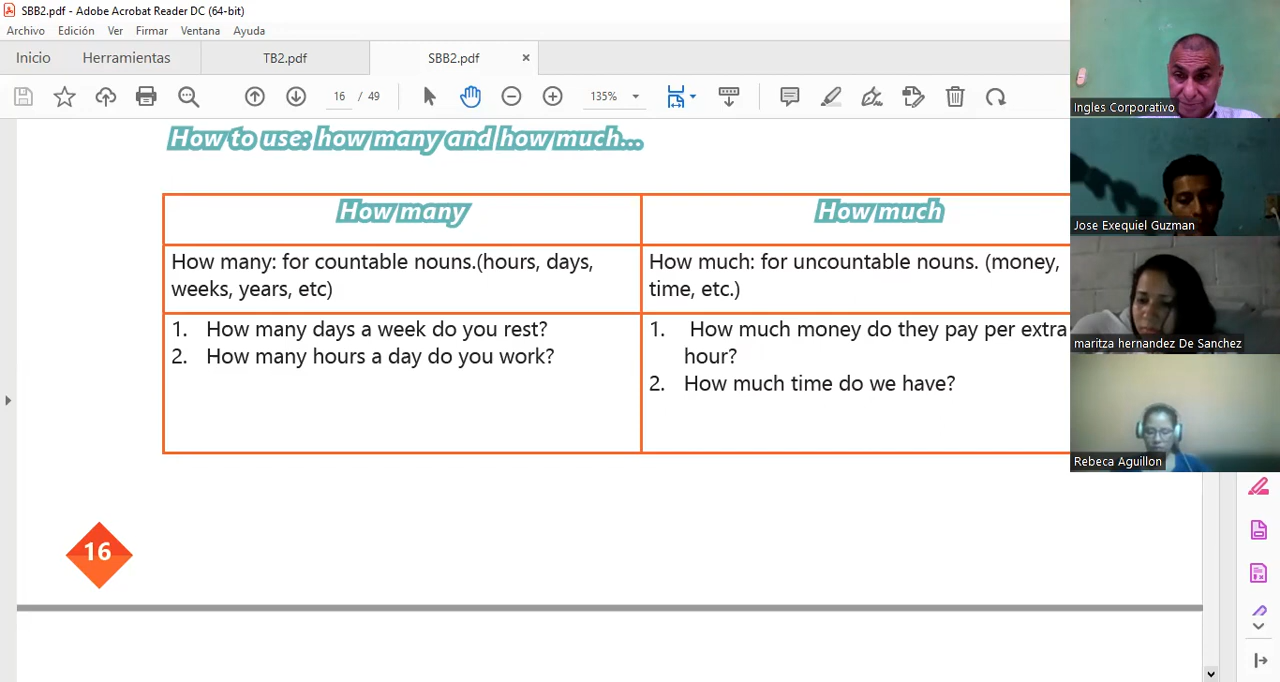 SBB2.pdf - Adobe Acrobat Reader DC (64-bit)
Archivo Edición Ver Firmar Ventana Ayuda
Inicio Herramientas TB2.pdf SBB2.pdf
16 / 49 135%
How to use: how many and how much...
How many How much
How many: for countable nouns.(hours, days,
weeks, years, etc)
How much: for uncountable nouns. (money,
time, etc.)
1. How many days a week do you rest?
2. How many hours a day do you work?
1. How much money do they pay per extra
hour?
2. How much time do we have?
16
Ingles Corporativo
Jose Exequiel Guzman
maritza hernandez De Sanchez
Rebeca Aguillon